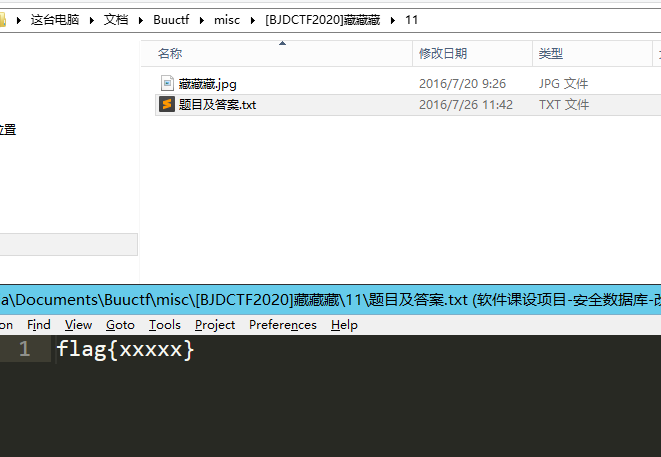 这台电脑 ▸ 文档 ▸ Buuctf ▸ misc ▸ [BJDCTF2020]藏藏藏 ▸ 11
名称 修改日期 类型
藏藏藏.jpg 2016/7/20 9:26 JPG 文件
题目及答案.txt 2016/7/26 11:42 TXT 文件
位置
a\Documents\Buuctf\misc\[BJDCTF2020]藏藏藏\11\题目及答案.txt (软件课设项目-安全数据库-改
on Find View Goto Tools Project Preferences Help
1 flag{xxxxx}